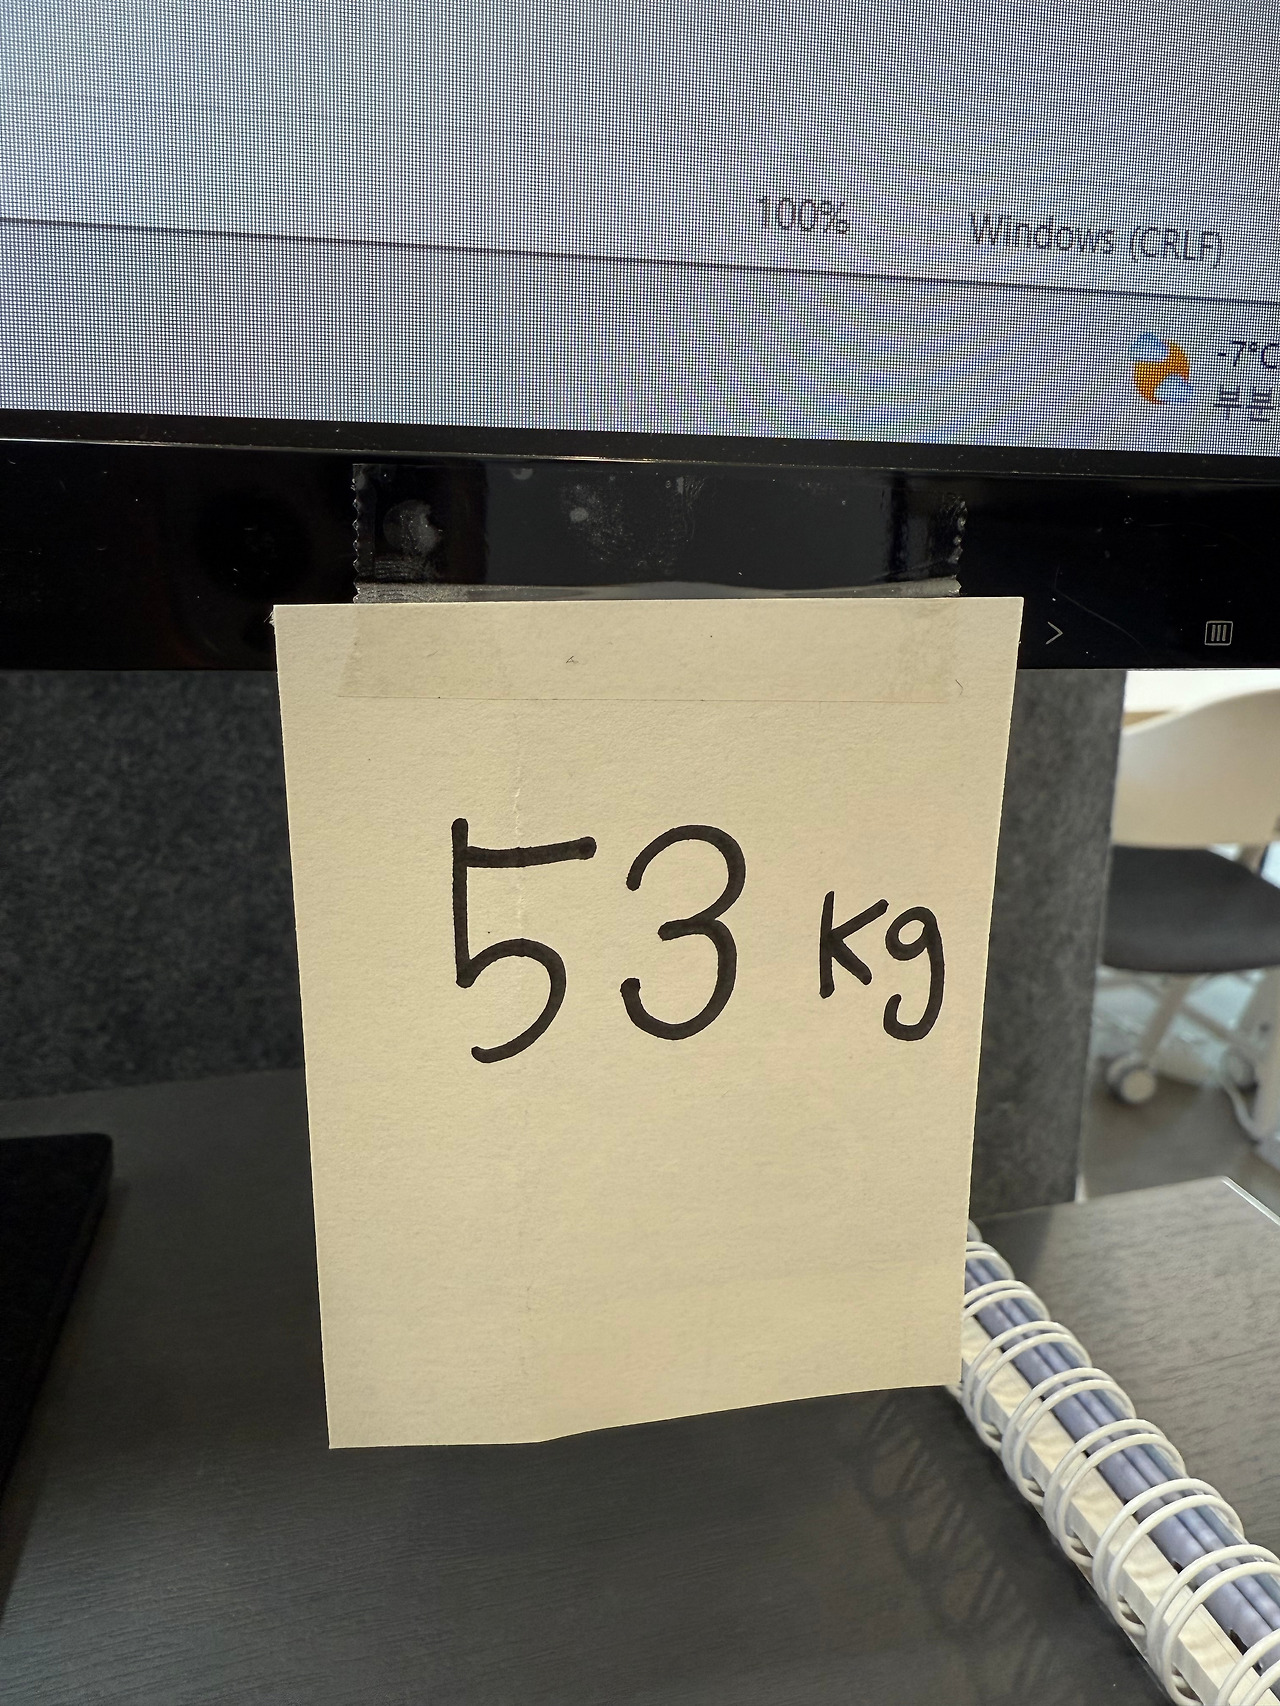 100% Windows (CRLF)
-7°C
53 kg